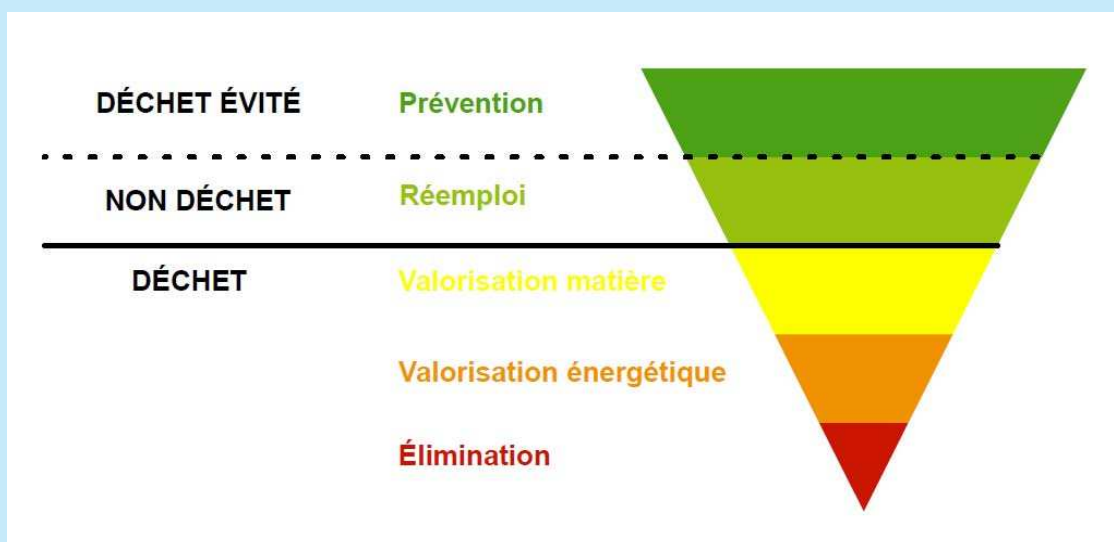 DÉCHET ÉVITÉ Prévention
NON DÉCHET Réemploi
DÉCHET Valorisation matière
Valorisation énergétique
Élimination